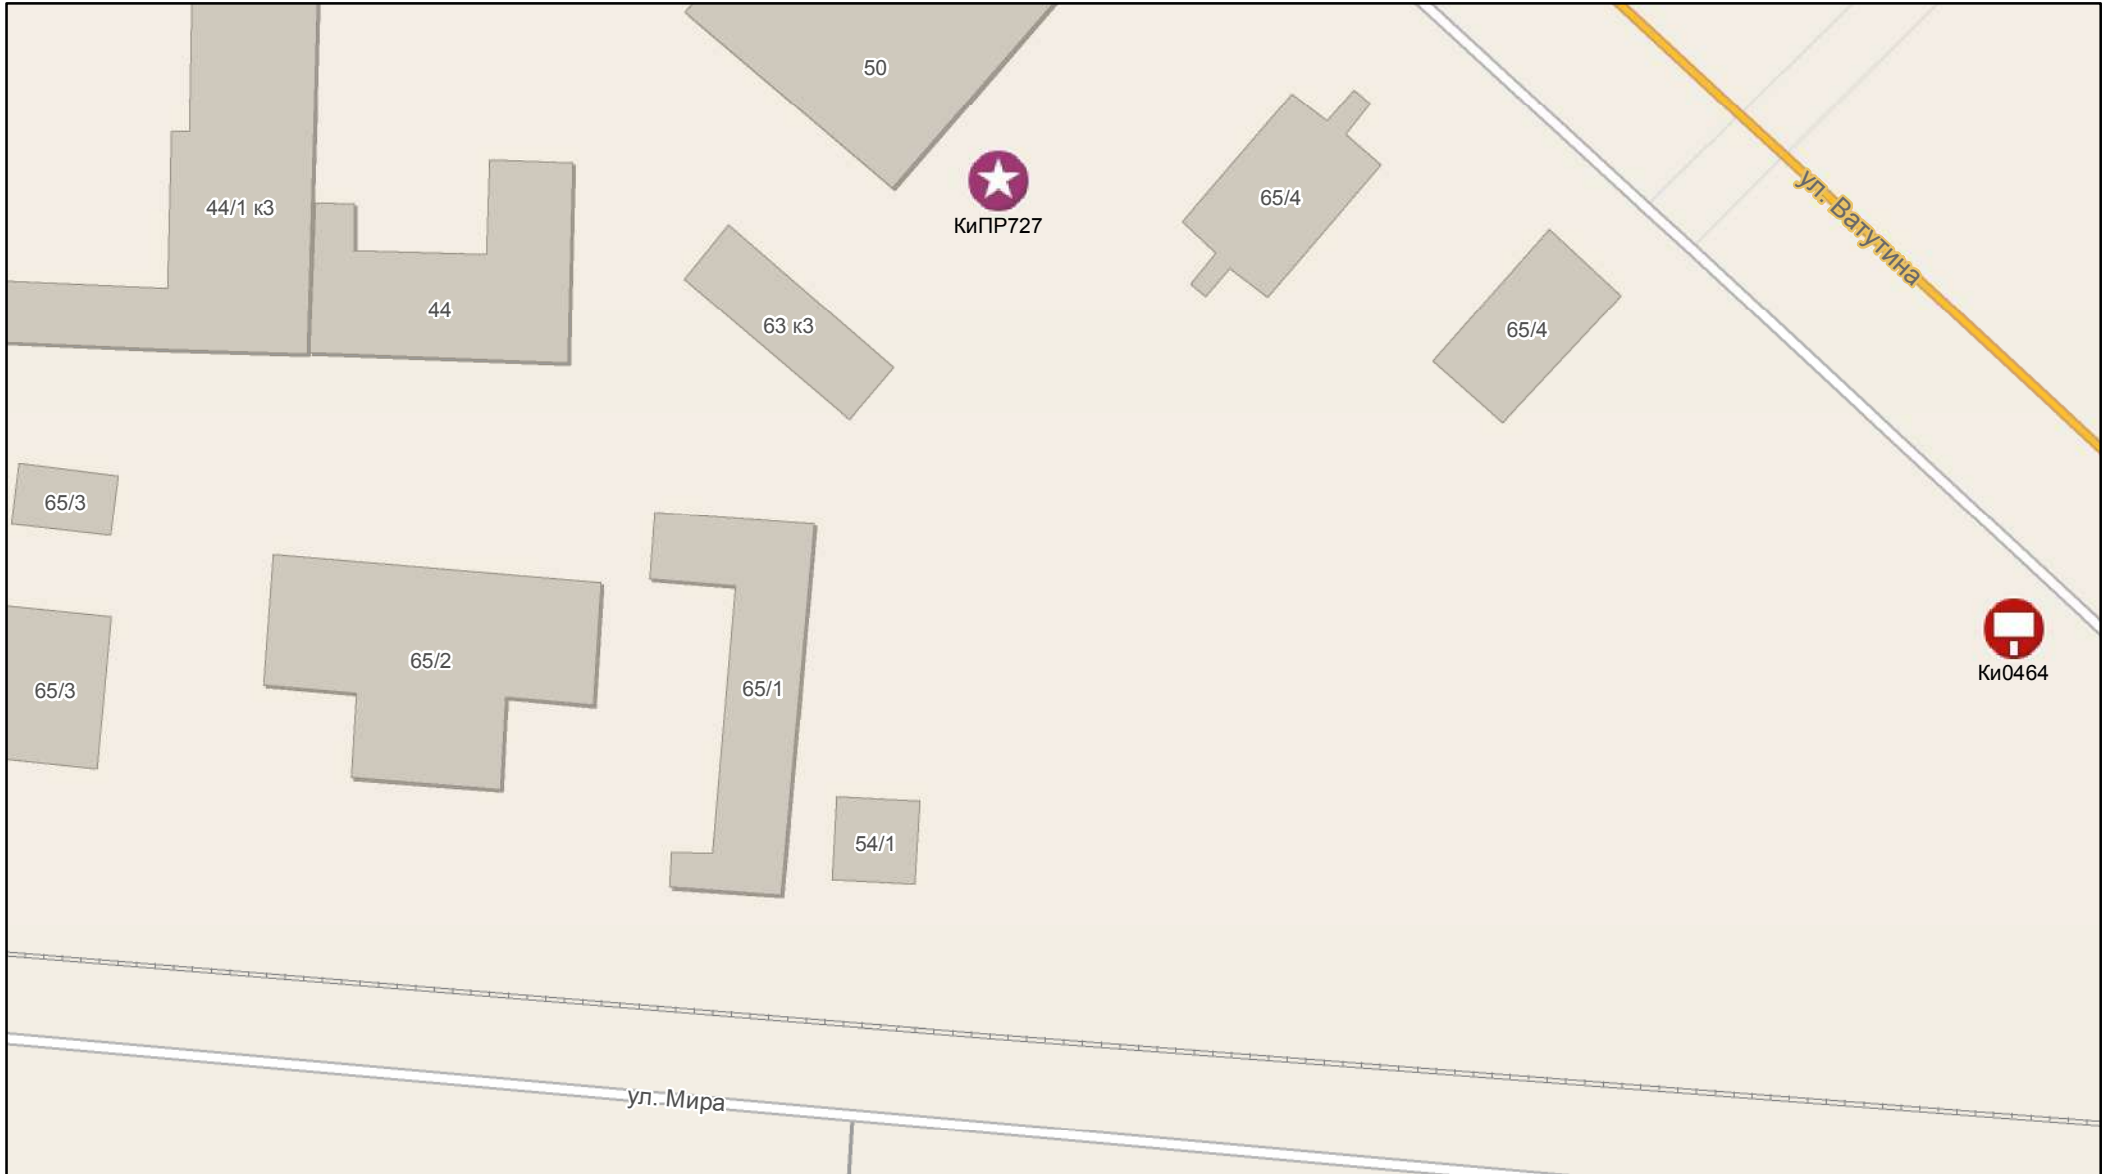 50
44/1 к3
65/4
КиПР727
ул. Ватутина
44
63 к3
65/4
65/3
Ки0464
65/2
65/1
65/3
54/1
ул. Мира